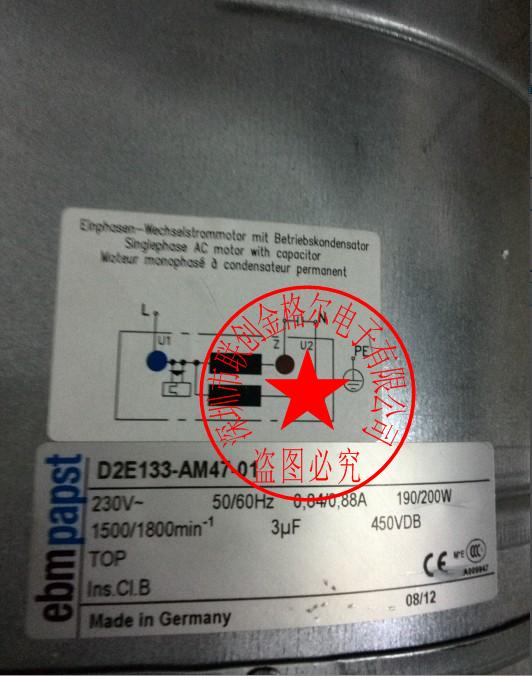 Einphasen-Wechselstrommotor mit Betriebskondensator
Singlephase AC motor with capacitor
Moteur monophasé à condensateur permanent
L N
U1 Z U2 PE
深圳市联创金格尔电子有限公司
盗图必究
ebmpapst
D2E133-AM47-01
230V~ 50/60Hz 0,84/0,88A 190/200W
1500/1800min-1 3µF 450VDB
TOP
Ins.Cl.B
CE CCC
A009947
08/12
Made in Germany